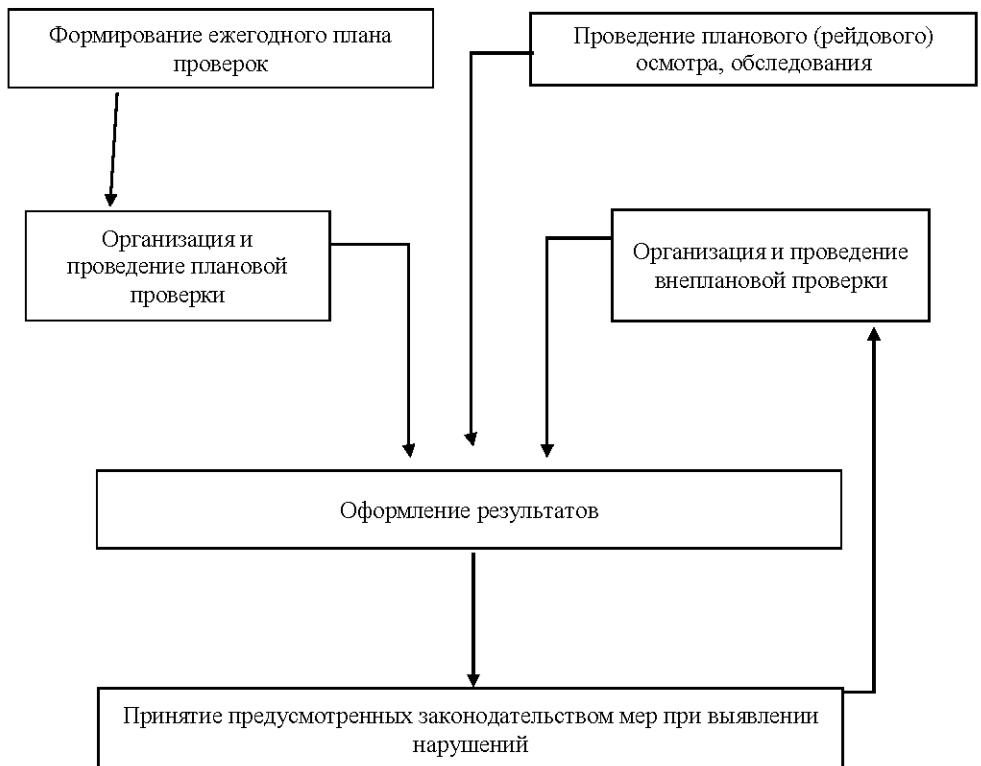 Формирование ежегодного плана
проверок
Проведение планового (рейдового)
осмотра, обследования
Организация и
проведение плановой
проверки
Организация и проведение
внеплановой проверки
Оформление результатов
Принятие предусмотренных законодательством мер при выявлении
нарушений